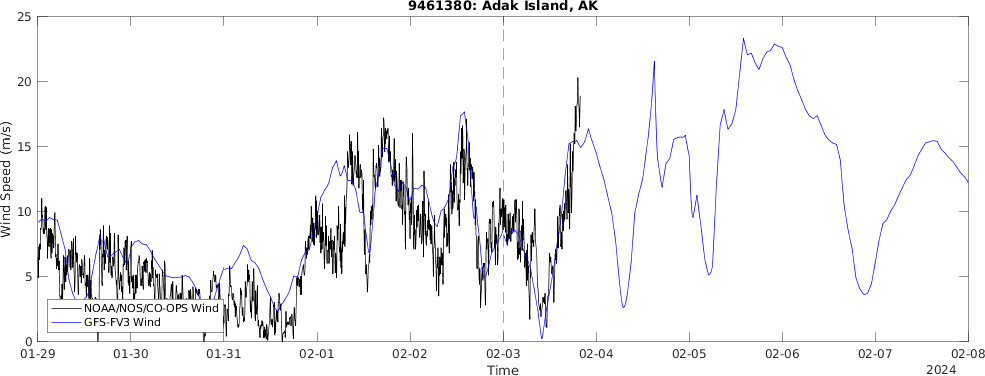 9461380: Adak Island, AK
25
20
15
10
5
0
Wind Speed (m/s)
NOAA/NOS/CO-OPS Wind
GFS-FV3 Wind
01-29 01-30 01-31 02-01 02-02 02-03 02-04 02-05 02-06 02-07 02-08
Time
2024